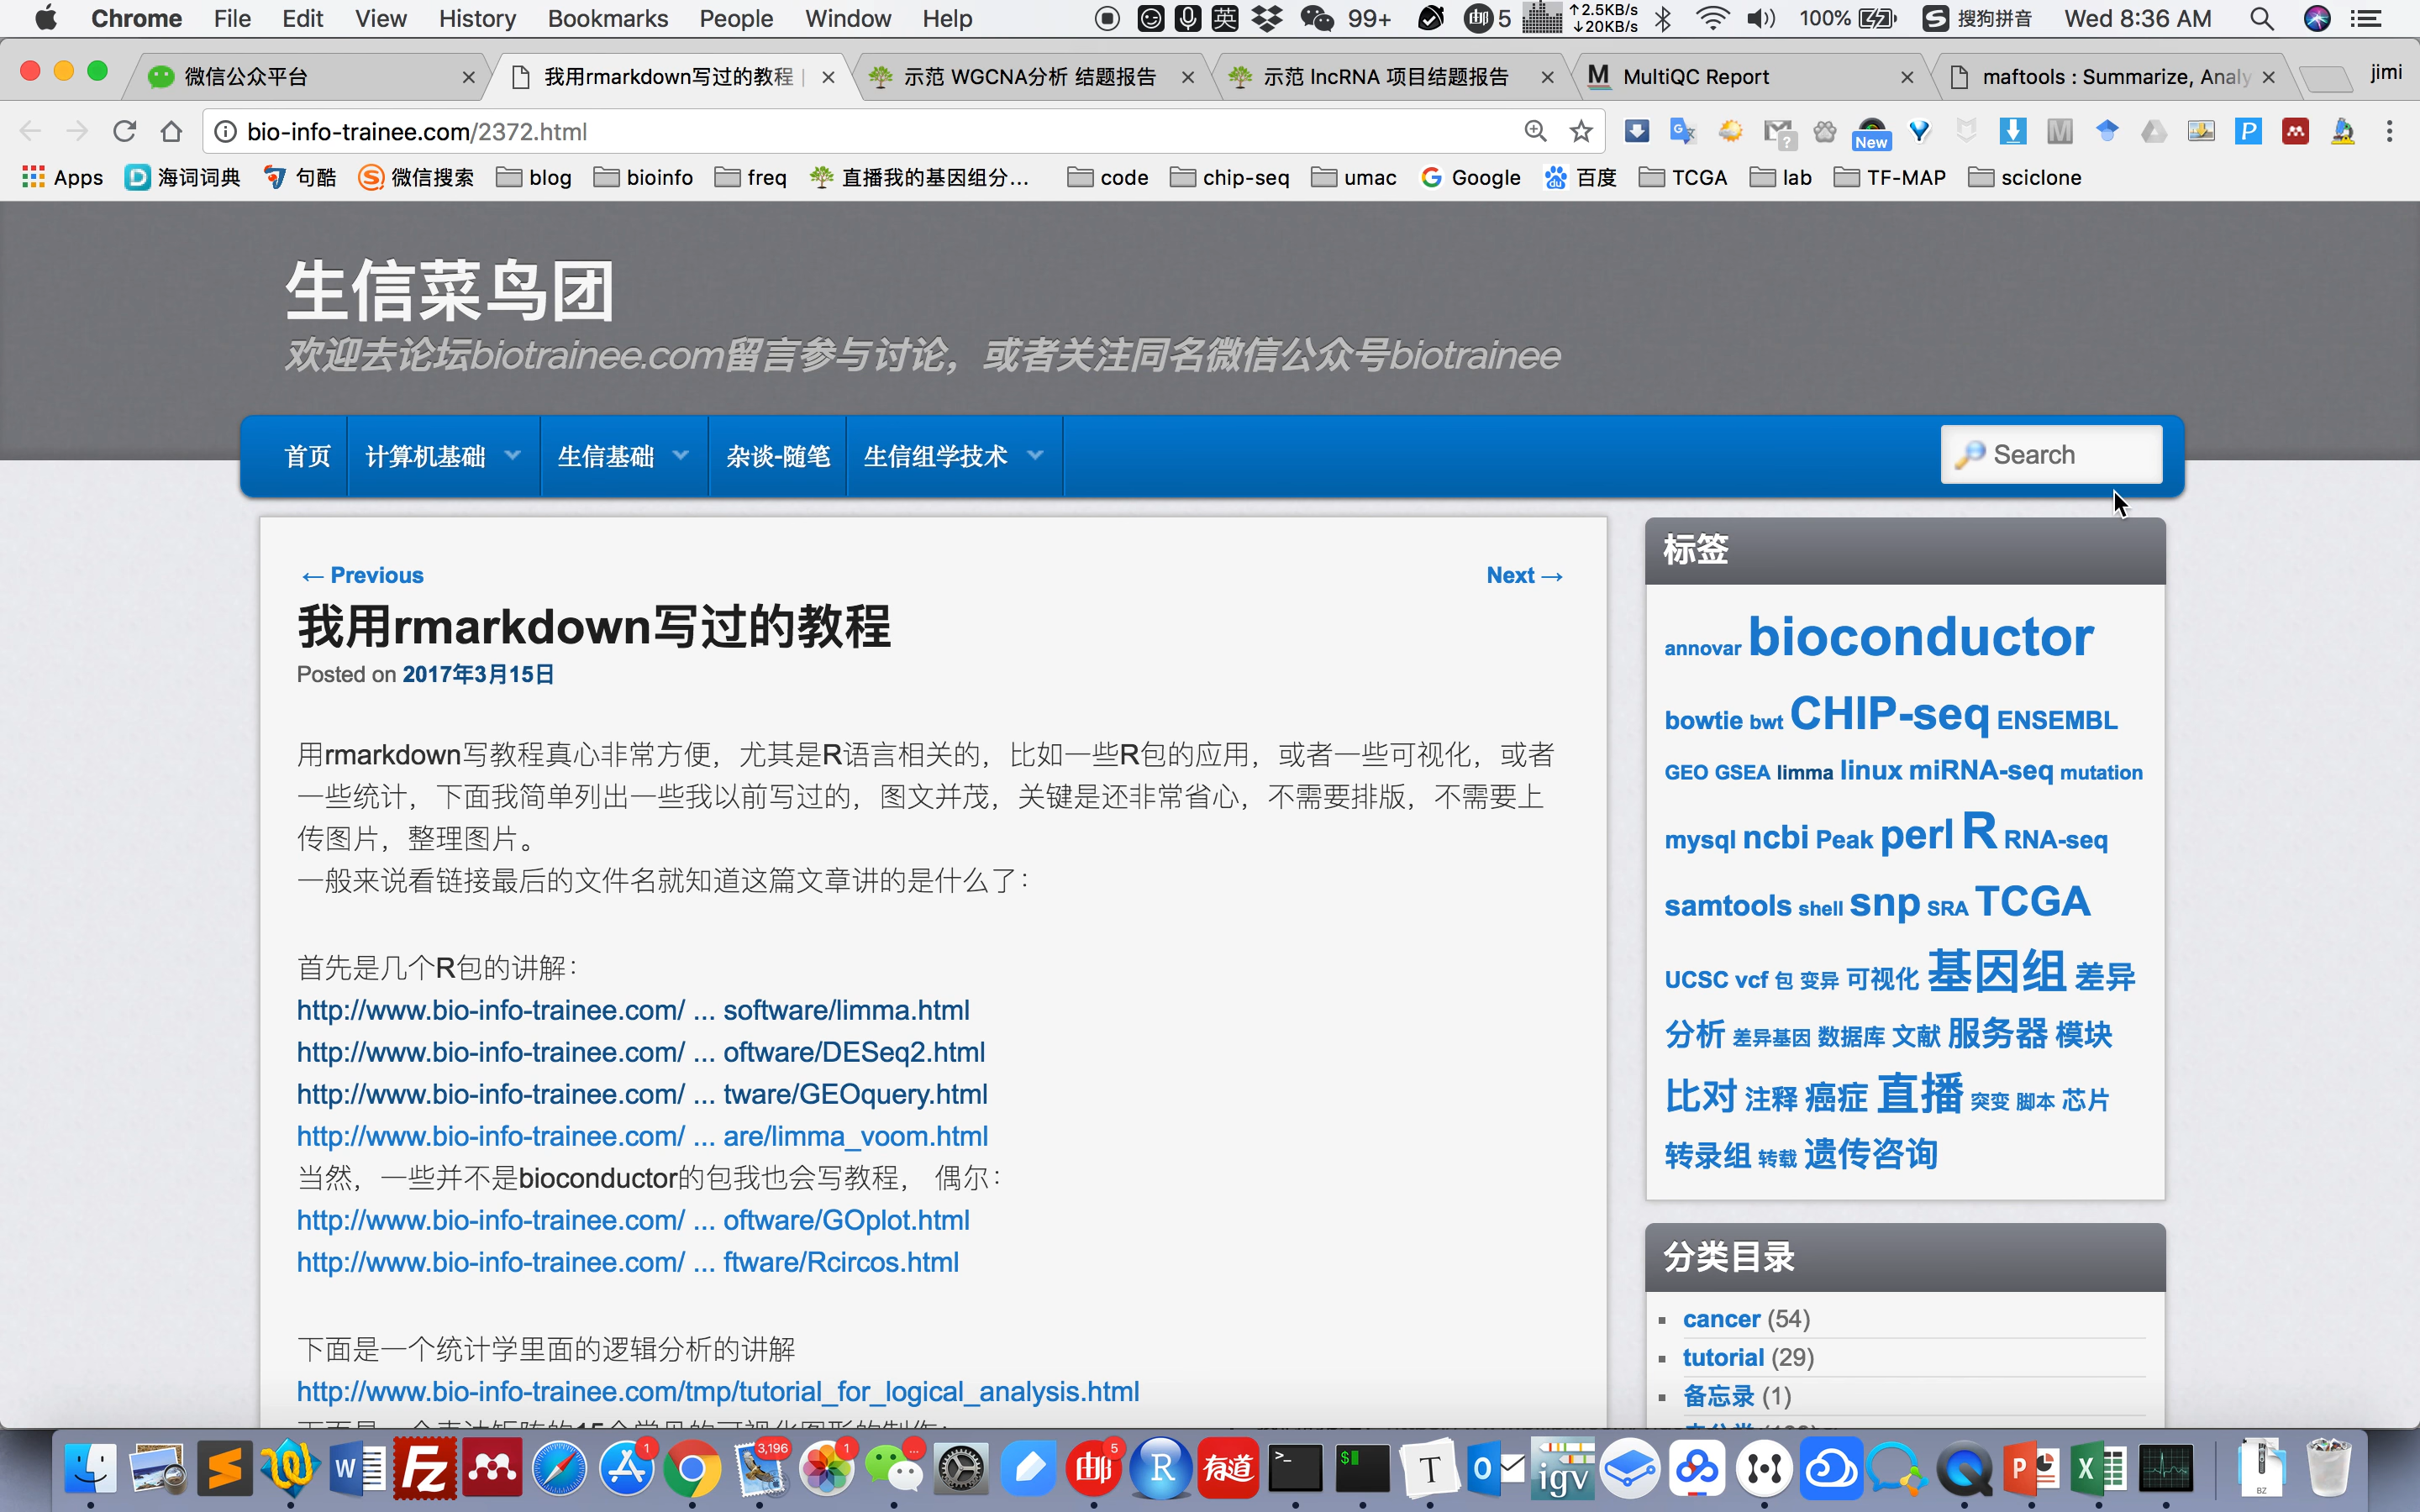 Chrome File Edit View History Bookmarks People Window Help 英 99+ 5 ↑2.5KB/s ↓20KB/s 100% 搜狗拼音 Wed 8:36 AM
微信公众平台 我用rmarkdown写过的教程 | 示范 WGCNA分析 结题报告 示范 lncRNA 项目结题报告 MultiQC Report maftools : Summarize, Analy jimi
bio-info-trainee.com/2372.html New
Apps 海词词典 句酷 微信搜索 blog bioinfo freq 直播我的基因组分... code chip-seq umac Google 百度 TCGA lab TF-MAP sciclone
生信菜鸟团
欢迎去论坛biotrainee.com留言参与讨论，或者关注同名微信公众号biotrainee
首页 计算机基础 生信基础 杂谈-随笔 生信组学技术 Search
← Previous Next →
我用rmarkdown写过的教程
Posted on 2017年3月15日
用rmarkdown写教程真心非常方便，尤其是R语言相关的，比如一些R包的应用，或者一些可视化，或者
一些统计，下面我简单列出一些我以前写过的，图文并茂，关键是还非常省心，不需要排版，不需要上
传图片，整理图片。
一般来说看链接最后的文件名就知道这篇文章讲的是什么了：
首先是几个R包的讲解：
http://www.bio-info-trainee.com/ ... software/limma.html
http://www.bio-info-trainee.com/ ... oftware/DESeq2.html
http://www.bio-info-trainee.com/ ... tware/GEOquery.html
http://www.bio-info-trainee.com/ ... are/limma_voom.html
当然，一些并不是bioconductor的包我也会写教程， 偶尔：
http://www.bio-info-trainee.com/ ... oftware/GOplot.html
http://www.bio-info-trainee.com/ ... ftware/Rcircos.html
下面是一个统计学里面的逻辑分析的讲解
http://www.bio-info-trainee.com/tmp/tutorial_for_logical_analysis.html
标签
annovar bioconductor
bowtie bwt CHIP-seq ENSEMBL
GEO GSEA limma linux miRNA-seq mutation
mysql ncbi Peak perl R RNA-seq
samtools shell snp SRA TCGA
UCSC vcf 包 变异 可视化 基因组 差异
分析 差异基因 数据库 文献 服务器 模块
比对 注释 癌症 直播 突变 脚本 芯片
转录组 转载 遗传咨询
分类目录
cancer (54)
tutorial (29)
备忘录 (1)
1 3,196 1 ... 5 有道 igv